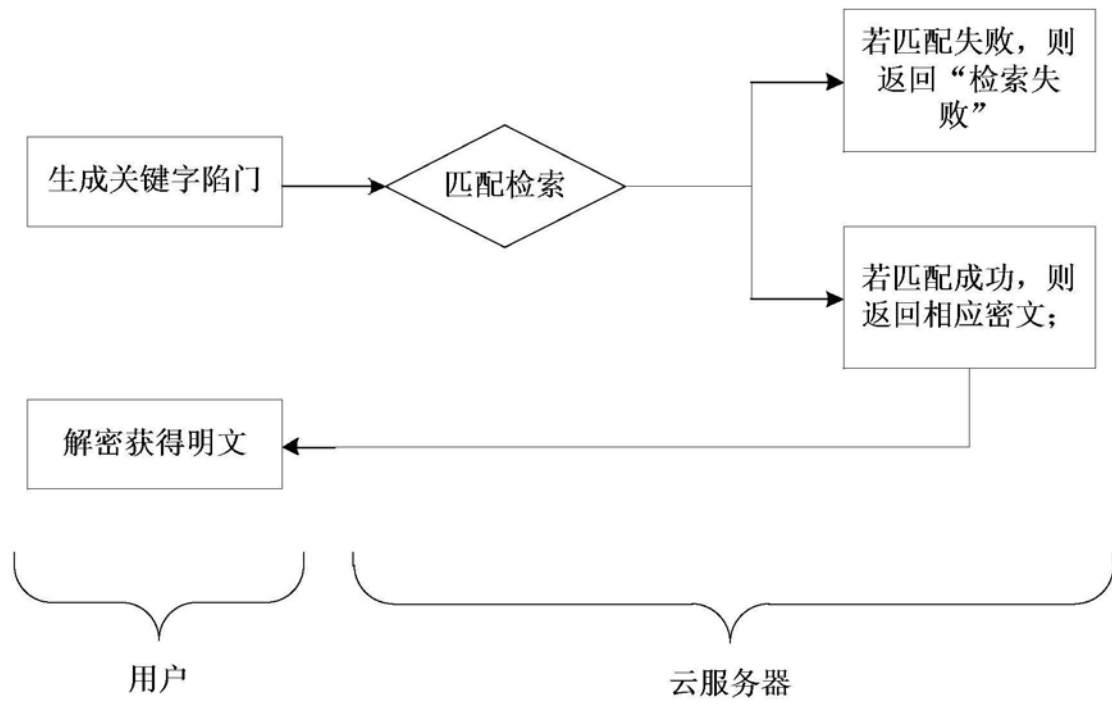 若匹配失败，则
返回“检索失
败”
生成关键字陷门
匹配检索
若匹配成功，则
返回相应密文；
解密获得明文
用户
云服务器